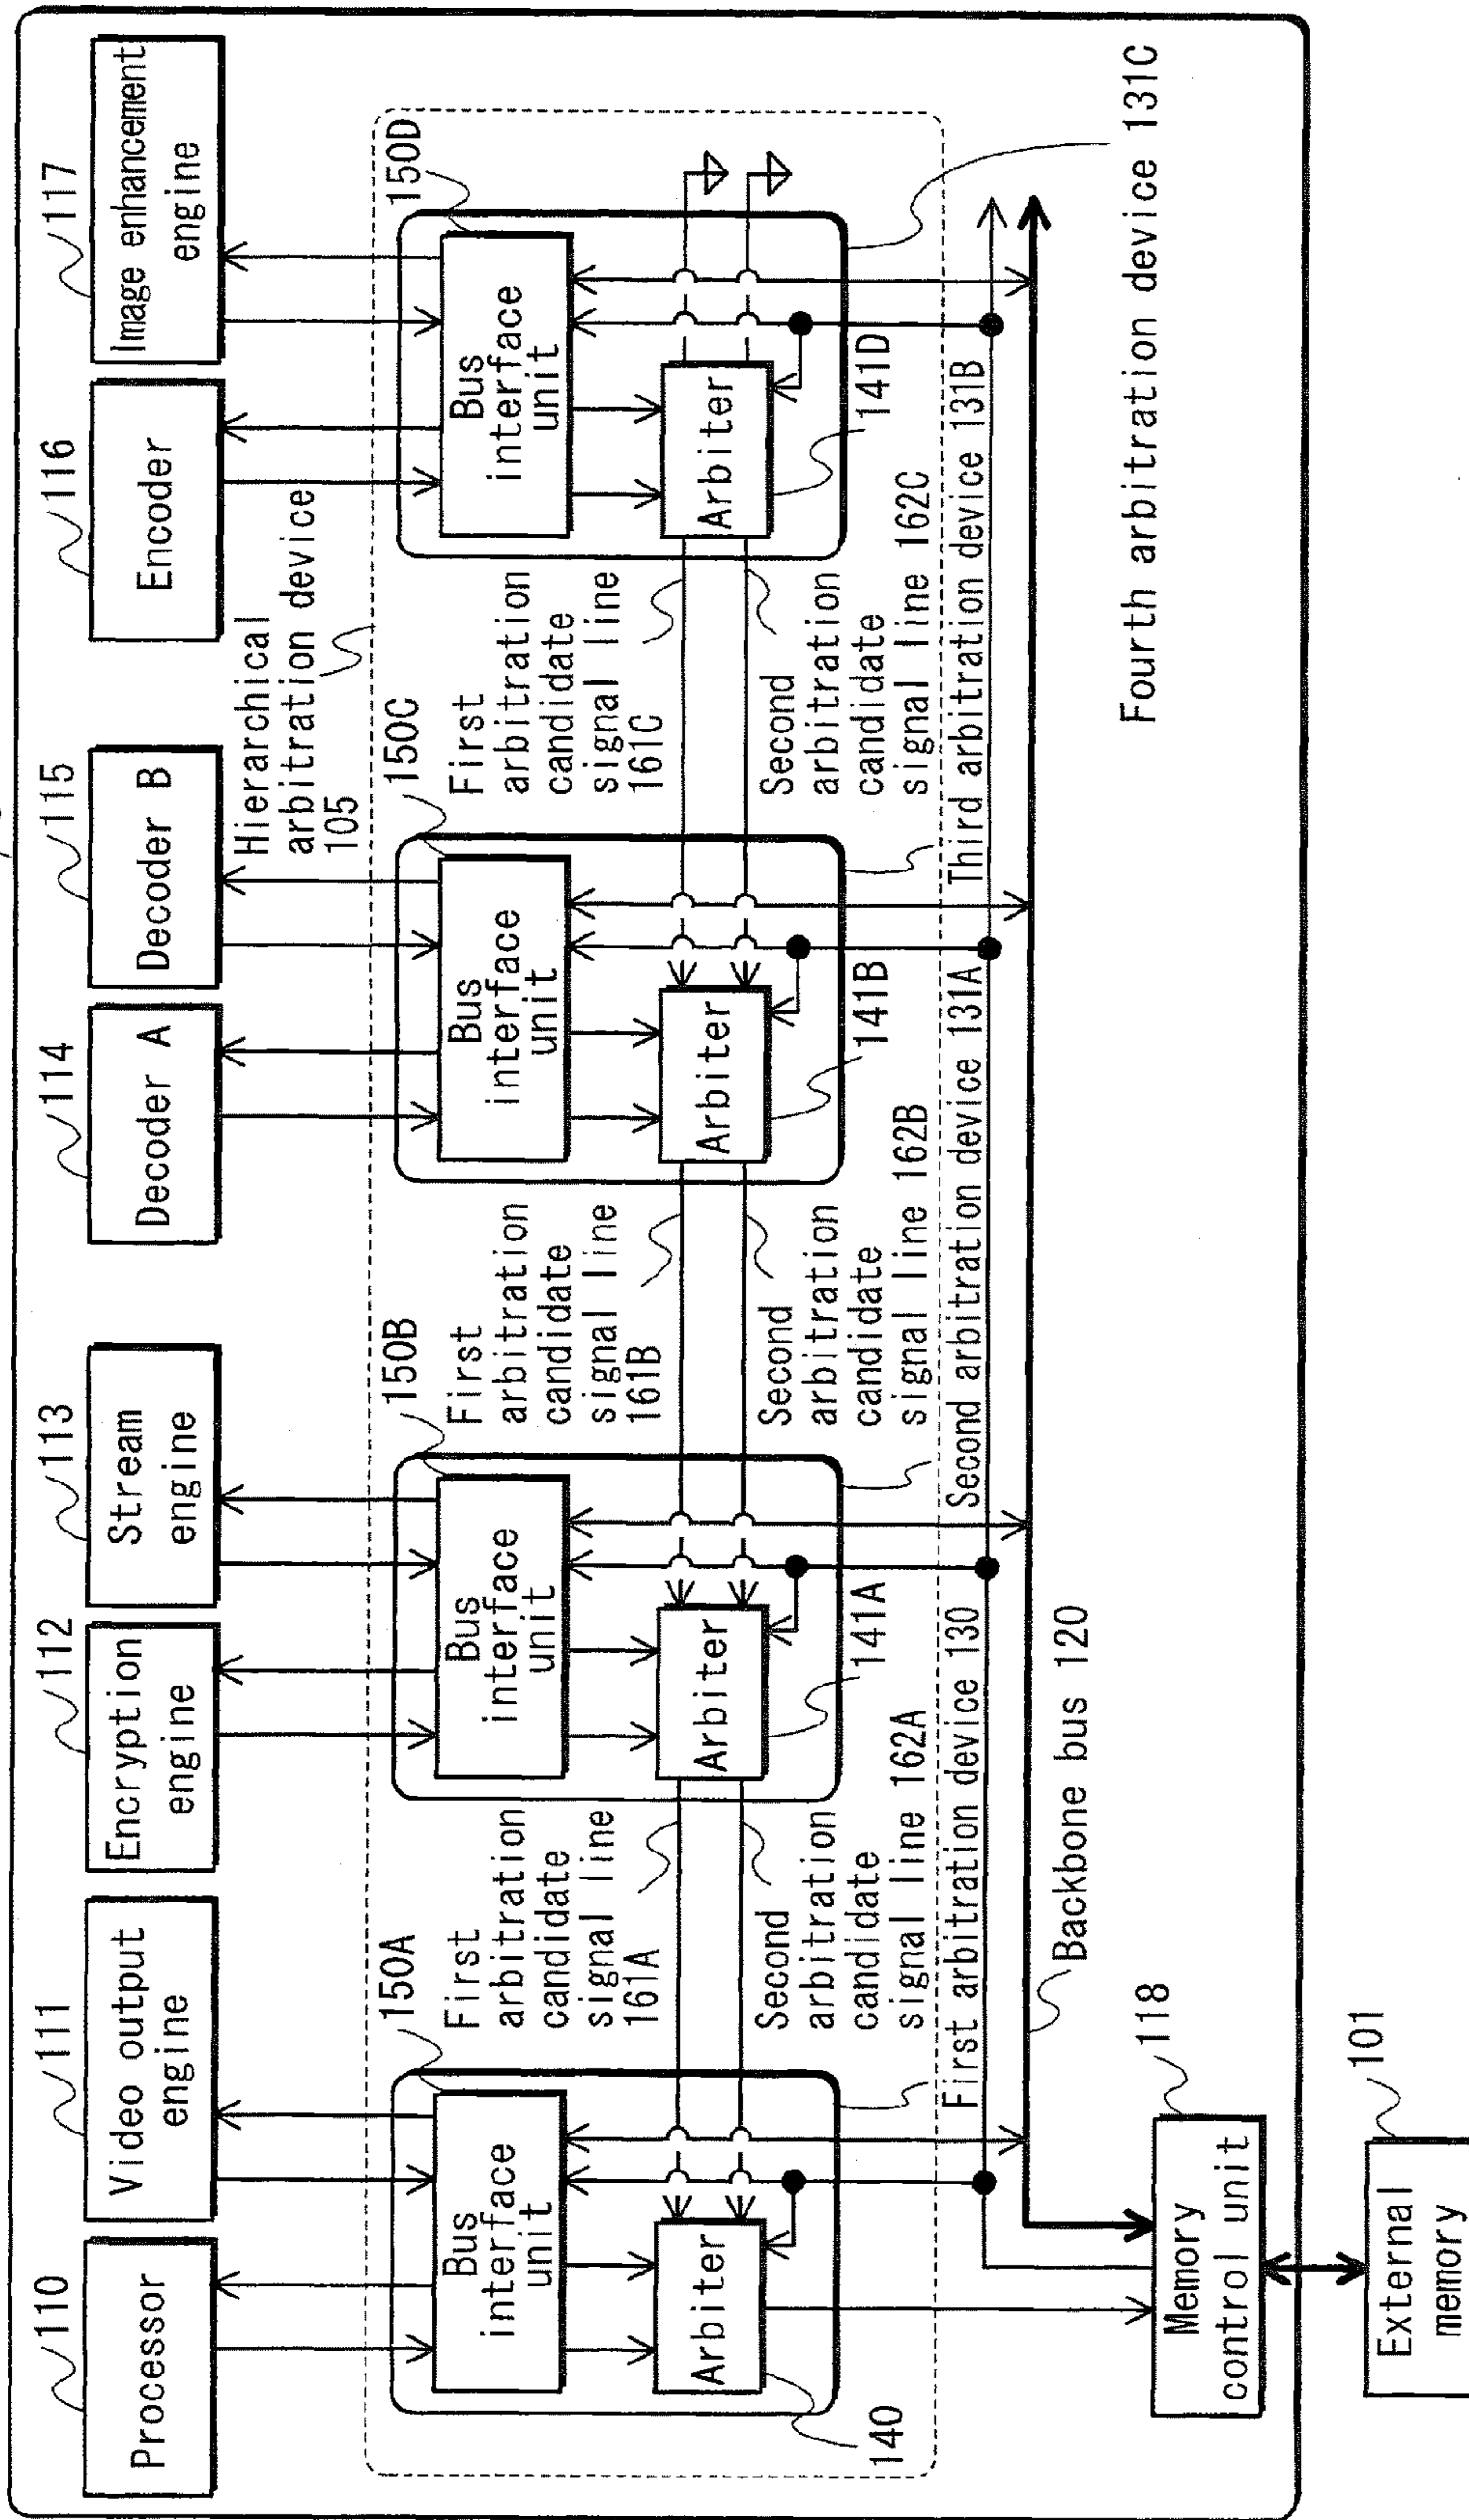 110
Processor
111
Video output
engine
112
Encryption
engine
113
Stream
engine
114
Decoder A
115
Decoder B
116
Encoder
117
Image enhancement
engine
Hierarchical
arbitration device
105
150A
Bus
interface
unit
Arbiter
140
First
arbitration
candidate
signal line
161A
Second
arbitration
candidate
signal line 162A
First arbitration device 130
150B
Bus
interface
unit
Arbiter
141A
First
arbitration
candidate
signal line
161B
Second
arbitration
candidate
signal line 162B
Second arbitration device 131A
150C
Bus
interface
unit
Arbiter
141B
First
arbitration
candidate
signal line
161C
Second
arbitration
candidate
signal line 162C
Third arbitration device 131B
150D
Bus
interface
unit
Arbiter
141D
Fourth arbitration device 131C
Backbone bus 120
118
Memory
control unit
101
External
memory